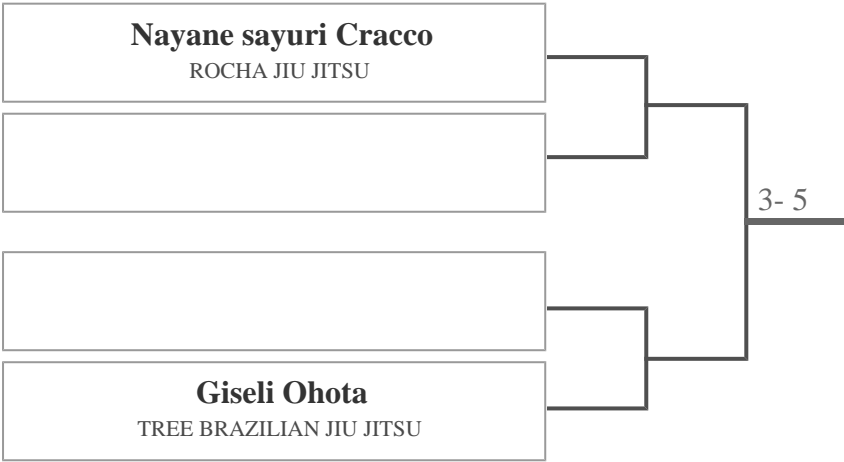 Nayane sayuri Cracco
ROCHA JIU JITSU
3- 5
Giseli Ohota
TREE BRAZILIAN JIU JITSU